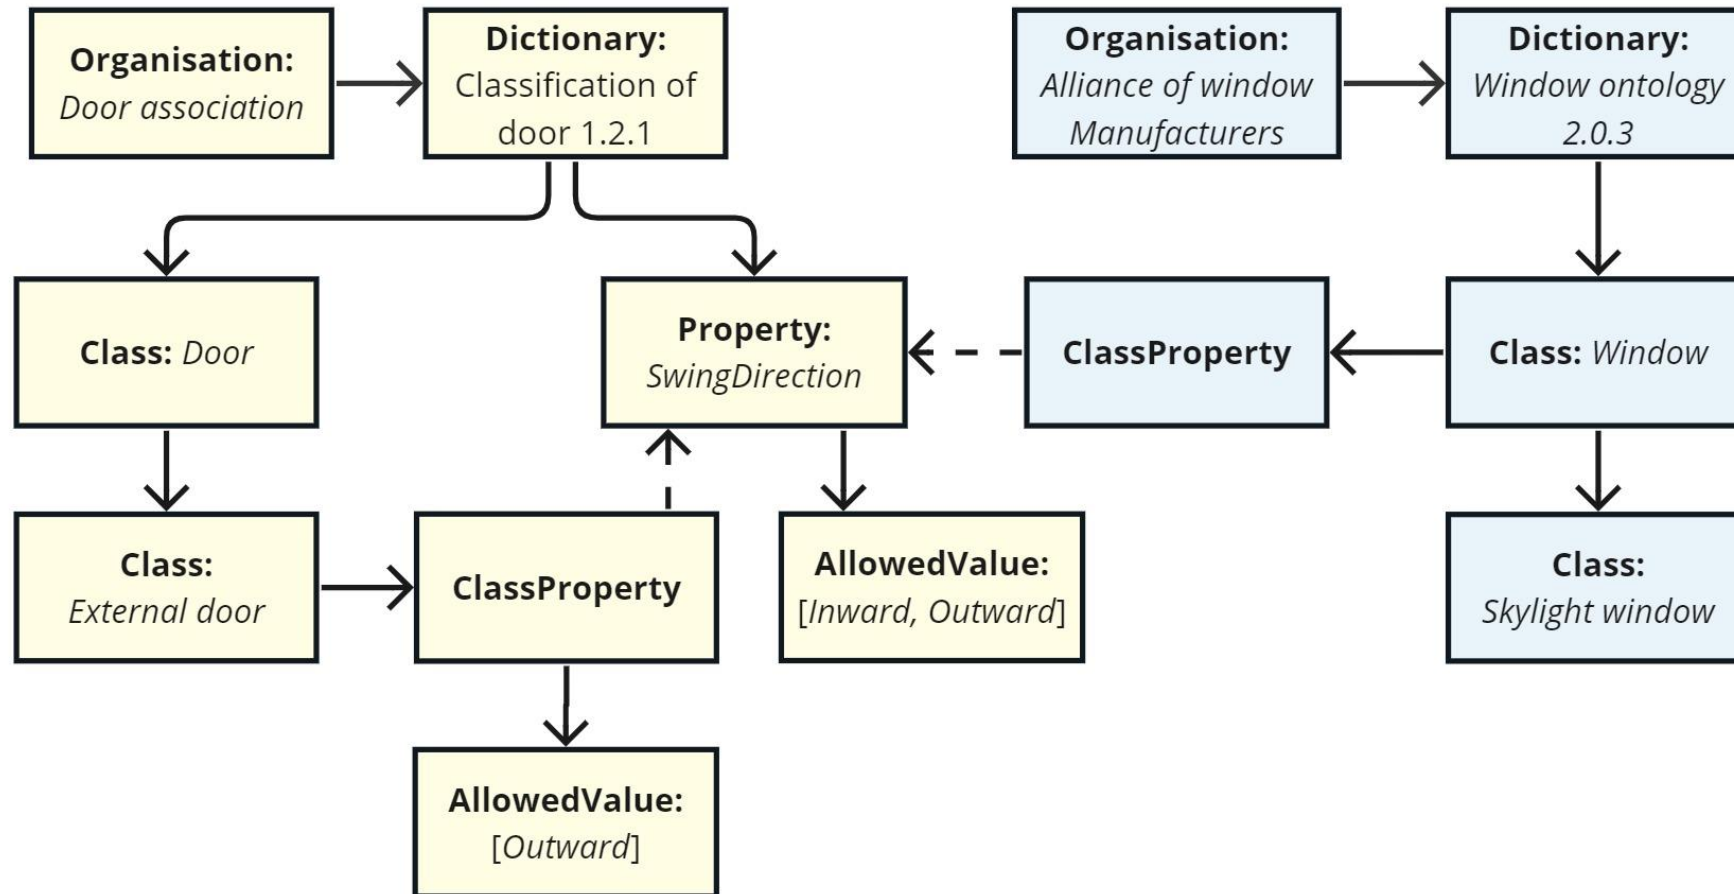 Organisation:
Door association
Dictionary:
Classification of
door 1.2.1
Organisation:
Alliance of window
Manufacturers
Dictionary:
Window ontology
2.0.3
Class: Door
Property:
SwingDirection
ClassProperty
Class: Window
Class:
External door
ClassProperty
AllowedValue:
[Inward, Outward]
Class:
Skylight window
AllowedValue:
[Outward]